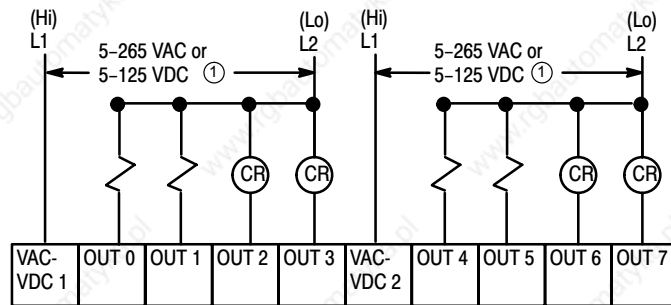 (Hi) (Lo) (Hi) (Lo)
L1 L2 L1 L2
5–265 VAC or 5–265 VAC or
5–125 VDC ① 5–125 VDC ①
CR CR CR CR
VAC- OUT 0 OUT 1 OUT 2 OUT 3 VAC- OUT 4 OUT 5 OUT 6 OUT 7
VDC 1 VDC 2